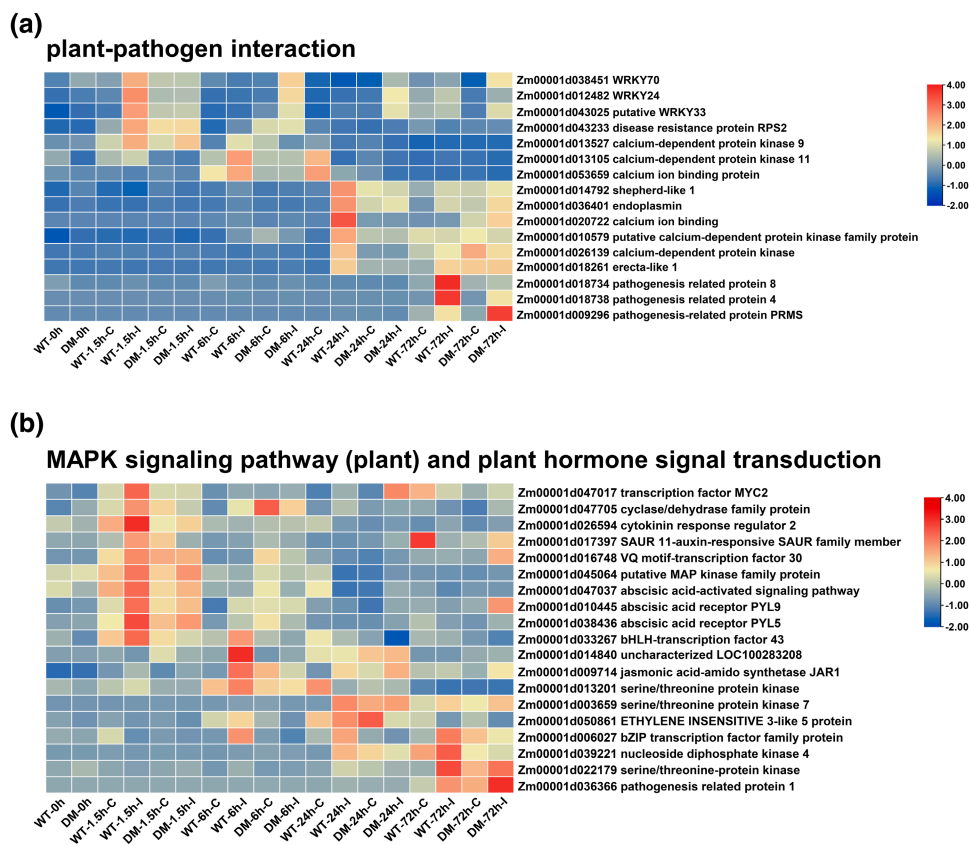 (a)
plant-pathogen interaction
Zm00001d038451 WRKY70
Zm00001d012482 WRKY24
Zm00001d043025 putative WRKY33
Zm00001d043233 disease resistance protein RPS2
Zm00001d013527 calcium-dependent protein kinase 9
Zm00001d013105 calcium-dependent protein kinase 11
Zm00001d053659 calcium ion binding protein
Zm00001d014792 shepherd-like 1
Zm00001d036401 endoplasmin
Zm00001d020722 calcium ion binding
Zm00001d010579 putative calcium-dependent protein kinase family protein
Zm00001d026139 calcium-dependent protein kinase
Zm00001d018261 erecta-like 1
Zm00001d018734 pathogenesis related protein 8
Zm00001d018738 pathogenesis related protein 4
Zm00001d009296 pathogenesis-related protein PRMS
4.00
3.00
2.00
1.00
0.00
-1.00
-2.00
WT-0h
DM-0h
WT-1.5h-C
WT-1.5h-I
DM-1.5h-C
DM-1.5h-I
WT-6h-C
WT-6h-I
DM-6h-C
DM-6h-I
WT-24h-C
WT-24h-I
DM-24h-C
DM-24h-I
WT-72h-C
WT-72h-I
DM-72h-C
DM-72h-I
(b)
MAPK signaling pathway (plant) and plant hormone signal transduction
Zm00001d047017 transcription factor MYC2
Zm00001d047705 cyclase/dehydrase family protein
Zm00001d026594 cytokinin response regulator 2
Zm00001d017397 SAUR 11-auxin-responsive SAUR family member
Zm00001d016748 VQ motif-transcription factor 30
Zm00001d045064 putative MAP kinase family protein
Zm00001d047037 abscisic acid-activated signaling pathway
Zm00001d010445 abscisic acid receptor PYL9
Zm00001d038436 abscisic acid receptor PYL5
Zm00001d033267 bHLH-transcription factor 43
Zm00001d014840 uncharacterized LOC100283208
Zm00001d009714 jasmonic acid-amido synthetase JAR1
Zm00001d013201 serine/threonine protein kinase
Zm00001d003659 serine/threonine protein kinase 7
Zm00001d050861 ETHYLENE INSENSITIVE 3-like 5 protein
Zm00001d006027 bZIP transcription factor family protein
Zm00001d039221 nucleoside diphosphate kinase 4
Zm00001d022179 serine/threonine-protein kinase
Zm00001d036366 pathogenesis related protein 1
4.00
3.00
2.00
1.00
0.00
-1.00
-2.00
WT-0h
DM-0h
WT-1.5h-C
WT-1.5h-I
DM-1.5h-C
DM-1.5h-I
WT-6h-C
WT-6h-I
DM-6h-C
DM-6h-I
WT-24h-C
WT-24h-I
DM-24h-C
DM-24h-I
WT-72h-C
WT-72h-I
DM-72h-C
DM-72h-I